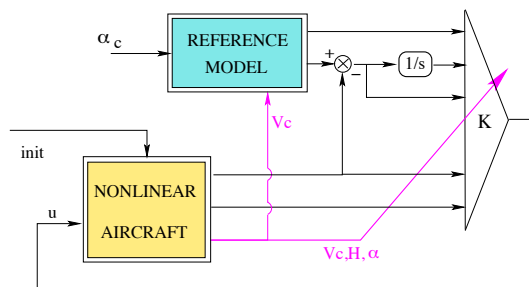 α c
REFERENCE
MODEL
+
−
1/s
K
Vc
init
NONLINEAR
AIRCRAFT
u
Vc,H, α